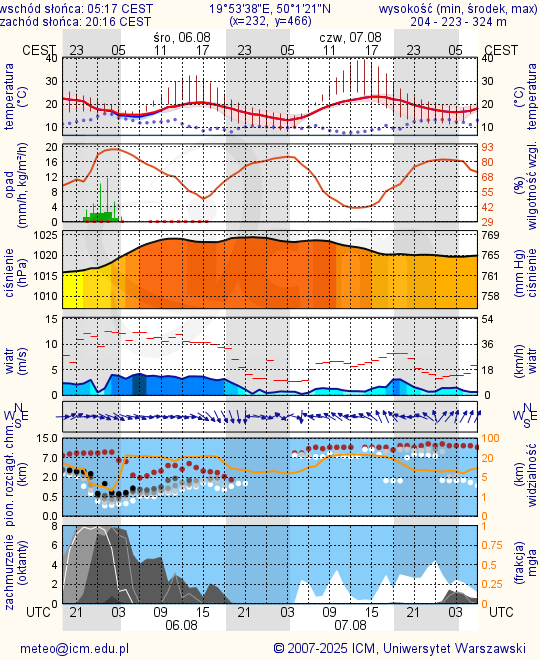 wschód słońca: 05:17 CEST 19°53'38"E, 50°1'21"N wysokość (min, środek, max)
zachód słońca: 20:16 CEST (x=232, y=466) 204 - 223 - 324 m
śro, 06.08 czw, 07.08
CEST 23 05 11 17 23 05 11 17 23 05 CEST
temperatura (°C) 40 30 20 10 40 30 20 10 (°C) temperatura
opad (mm/h, kg/m²/h) 20 16 12 8 4 0 93 80 68 55 42 29 (%) wilgotność wzgl.
ciśnienie (hPa) 1025 1020 1015 1010 769 765 761 758 (mm Hg) ciśnienie
wiatr (m/s) 15 10 5 0 54 36 18 0 (km/h) wiatr
N W E S N W E S
pion. rozciągł. chm. (km) 15.0 7.0 2.0 0.5 0.0 100 20 5 1 0 (km) widzialność
zachmurzenie (oktanty) 8 6 4 2 0 1 0.75 0.5 0.25 0 (frakcja) mgła
UTC 21 03 09 15 21 03 09 15 21 03 UTC
06.08 07.08
meteo@icm.edu.pl © 2007-2025 ICM, Uniwersytet Warszawski